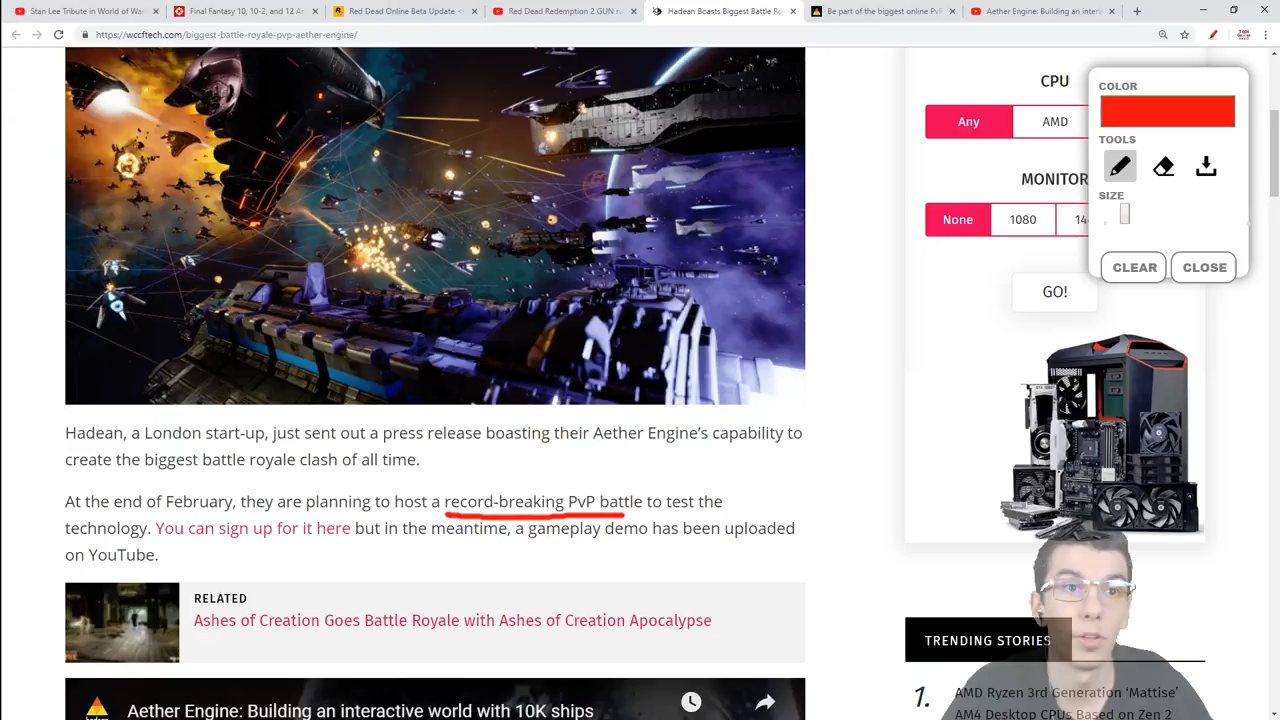 Stan Lee Tribute in World of War
Final Fantasy 10, 10-2, and 12 Ar
Red Dead Online Beta Update
Red Dead Redemption 2 GUN ru
Hadean Boasts Biggest Battle Ro
Be part of the biggest online PvP
Aether Engine: Building an inter
https://wccftech.com/biggest-battle-royale-pvp-aether-engine/
CPU
Any AMD
MONITOR
None 1080 14
GO!
COLOR
TOOLS
SIZE
CLEAR CLOSE
Hadean, a London start-up, just sent out a press release boasting their Aether Engine's capability to
create the biggest battle royale clash of all time.
At the end of February, they are planning to host a record-breaking PvP battle to test the
technology. You can sign up for it here but in the meantime, a gameplay demo has been uploaded
on YouTube.
RELATED
Ashes of Creation Goes Battle Royale with Ashes of Creation Apocalypse
Aether Engine: Building an interactive world with 10K ships
TRENDING STORIES
1. AMD Ryzen 3rd Generation ‘Mattise’
AM4 Desktop CPUs Based on Zen 2